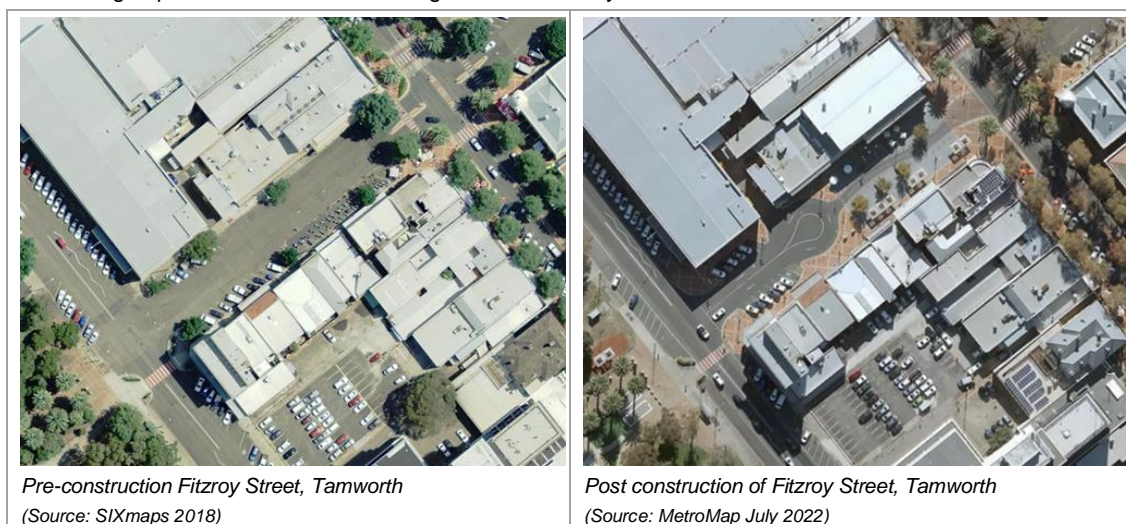 Pre-construction Fitzroy Street, Tamworth
(Source: SIXmaps 2018)
Post construction of Fitzroy Street, Tamworth
(Source: MetroMap July 2022)